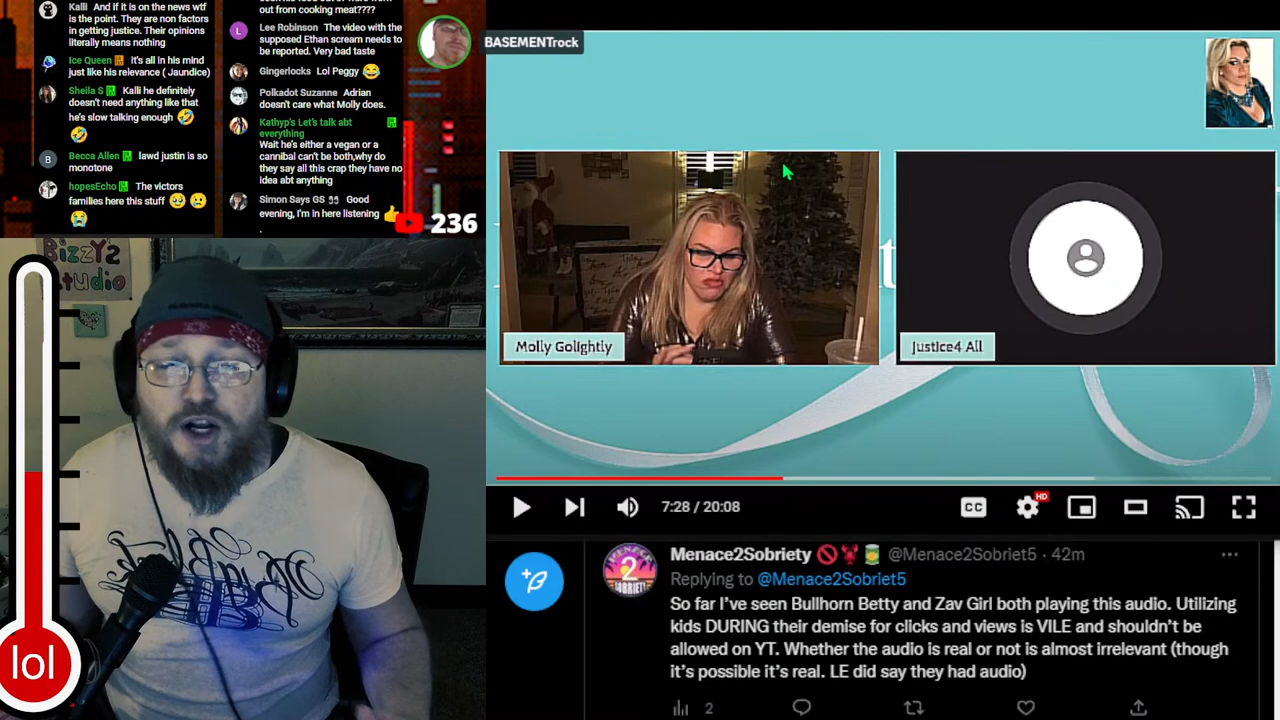 Kalli And if it is on the news wtf
is the point. They are non factors
in getting justice. Their opinions
literally means nothing
Ice Queen It's all in his mind
just like his relevance ( Jaundice)
Sheila S Kalli he definitely
doesn't need anything like that
he's slow talking enough
B
Becca Allen lawd justin is so
monotone
hopesEcho The victors
families here this stuff
out from cooking meat????
L
Lee Robinson The video with the
supposed Ethan scream needs to
be reported. Very bad taste
Gingerlocks Lol Peggy
Polkadot Suzanne Adrian
doesn't care what Molly does.
Kathyp's Let's talk abt
everything
Wait he's either a vegan or a
cannibal can't be both,why do
they say all this crap they have no
idea abt anything
Simon Says GS Good
evening, I'm in here listening
.
236
BASEMENTrock
Molly Golightly
Justice4 All
7:28 / 20:08
CC
HD
BiZZY'S
Studio
lol
Menace2Sobriety @Menace2Sobriet5 · 42m
Replying to @Menace2Sobriet5
So far I've seen Bullhorn Betty and Zav Girl both playing this audio. Utilizing
kids DURING their demise for clicks and views is VILE and shouldn't be
allowed on YT. Whether the audio is real or not is almost irrelevant (though
it's possible it's real. LE did say they had audio)
2